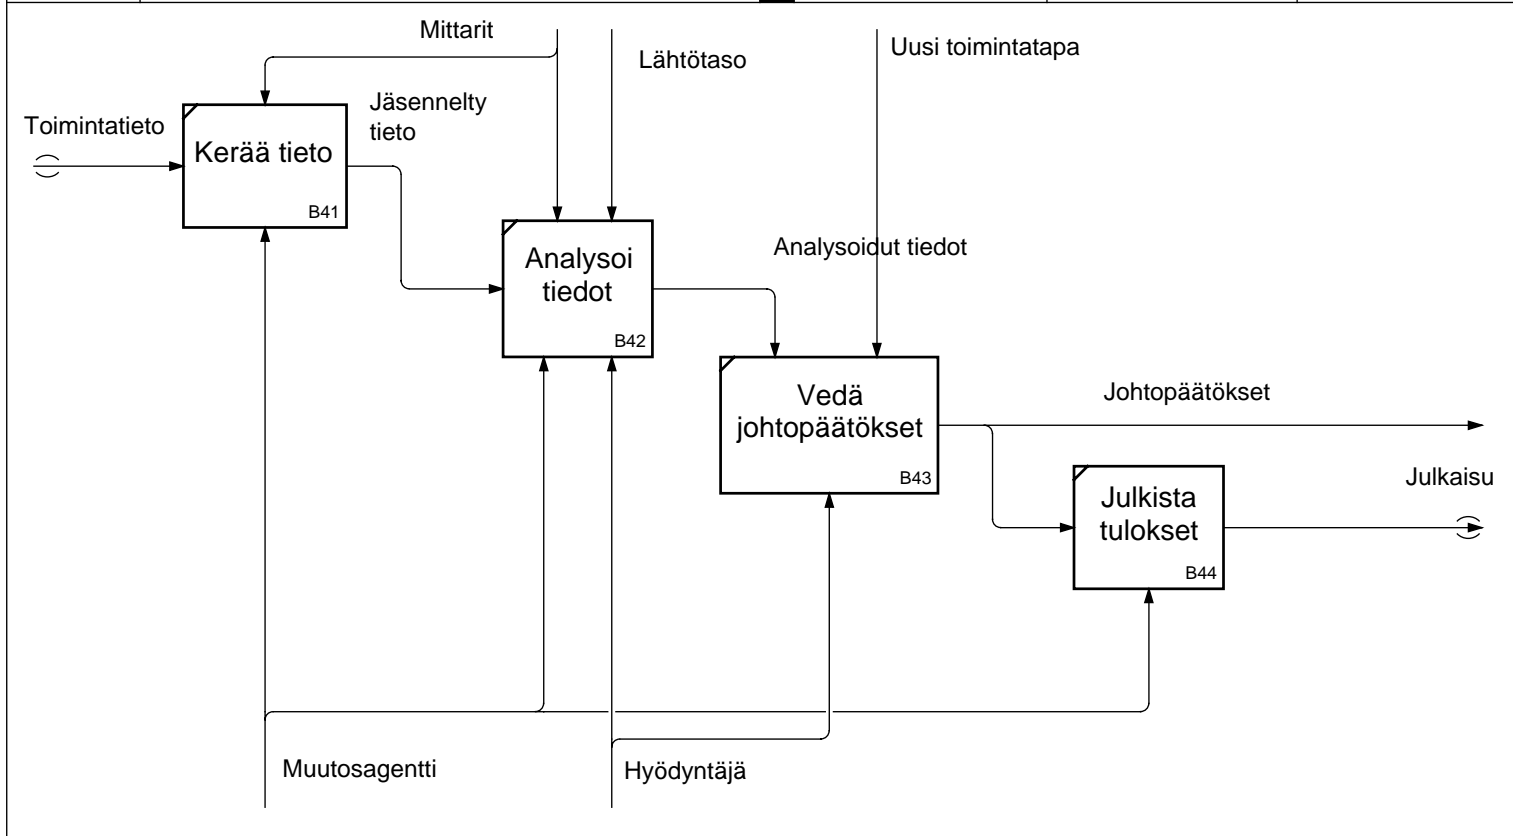 Mittarit
Lähtötaso
Uusi toimintatapa
Toimintatieto
Jäsennelty
tieto
Kerää tieto
B41
Analysoi
tiedot
B42
Analysoidut tiedot
Vedä
johtopäätökset
B43
Johtopäätökset
Julkaisu
Julkista
tulokset
B44
Muutosagentti
Hyödyntäjä